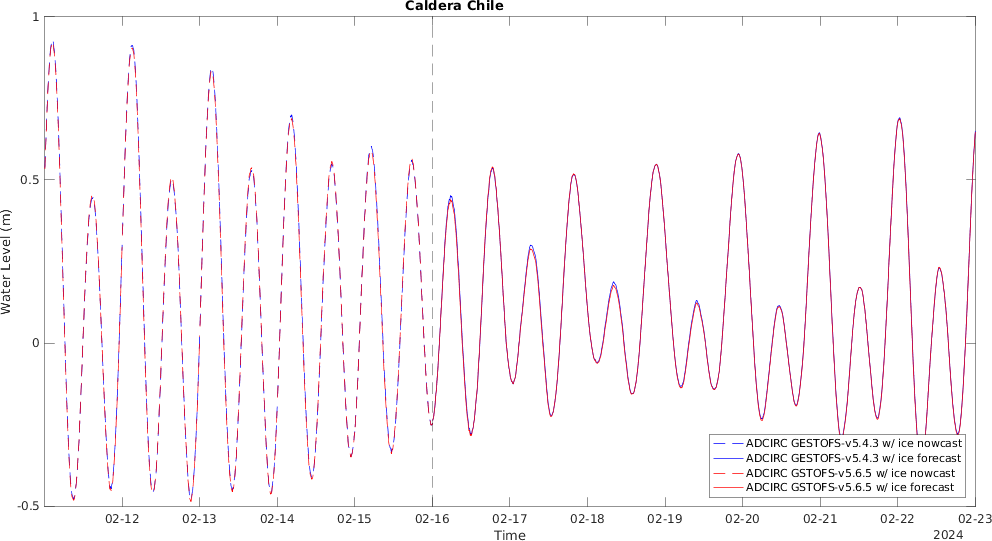 Caldera Chile
1
0.5
0
-0.5
Water Level (m)
ADCIRC GESTOFS-v5.4.3 w/ ice nowcast
ADCIRC GESTOFS-v5.4.3 w/ ice forecast
ADCIRC GSTOFS-v5.6.5 w/ ice nowcast
ADCIRC GSTOFS-v5.6.5 w/ ice forecast
02-12 02-13 02-14 02-15 02-16 02-17 02-18 02-19 02-20 02-21 02-22 02-23
Time
2024